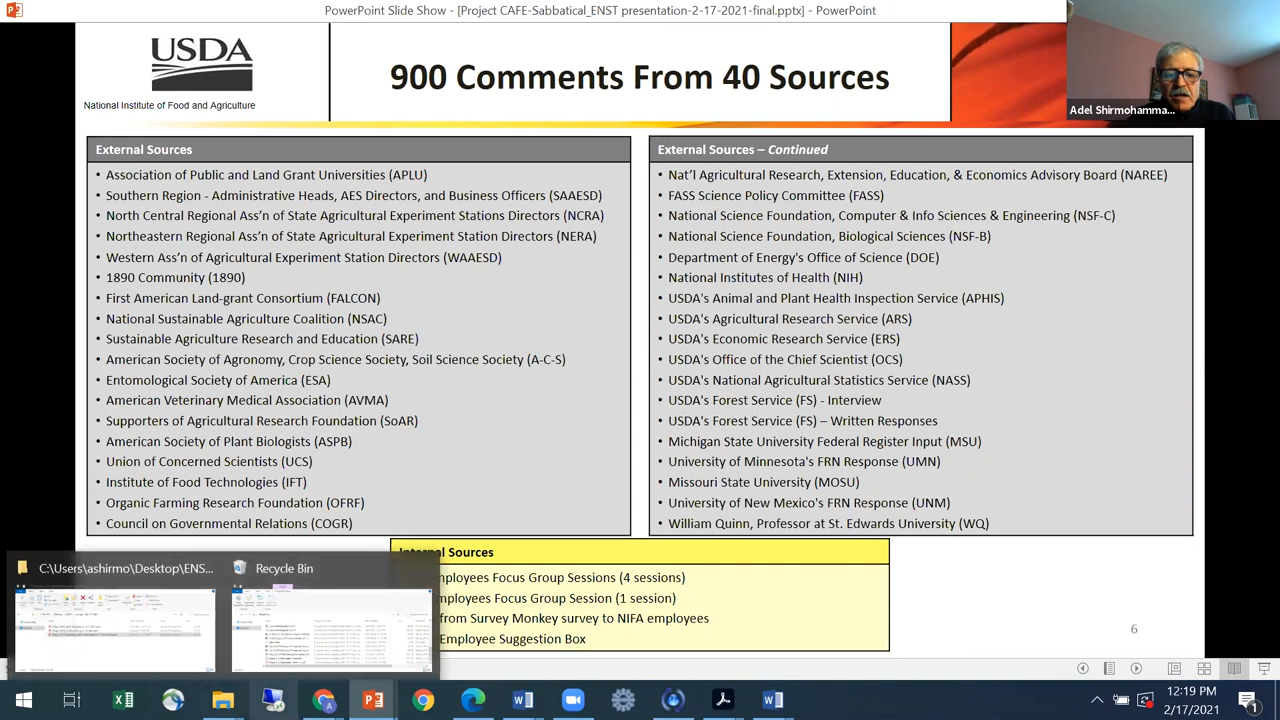 PowerPoint Slide Show - [Project CAFE-Sabbatical_ENST presentation-2-17-2021-final.pptx] - PowerPoint
USDA
National Institute of Food and Agriculture
900 Comments From 40 Sources
Adel Shirmohamma...
External Sources
• Association of Public and Land Grant Universities (APLU)
• Southern Region - Administrative Heads, AES Directors, and Business Officers (SAAESD)
• North Central Regional Ass'n of State Agricultural Experiment Stations Directors (NCRA)
• Northeastern Regional Ass'n of State Agricultural Experiment Station Directors (NERA)
• Western Ass'n of Agricultural Experiment Station Directors (WAAESD)
• 1890 Community (1890)
• First American Land-grant Consortium (FALCON)
• National Sustainable Agriculture Coalition (NSAC)
• Sustainable Agriculture Research and Education (SARE)
• American Society of Agronomy, Crop Science Society, Soil Science Society (A-C-S)
• Entomological Society of America (ESA)
• American Veterinary Medical Association (AVMA)
• Supporters of Agricultural Research Foundation (SoAR)
• American Society of Plant Biologists (ASPB)
• Union of Concerned Scientists (UCS)
• Institute of Food Technologies (IFT)
• Organic Farming Research Foundation (OFRF)
• Council on Governmental Relations (COGR)
External Sources – Continued
• Nat'l Agricultural Research, Extension, Education, & Economics Advisory Board (NAREE)
• FASS Science Policy Committee (FASS)
• National Science Foundation, Computer & Info Sciences & Engineering (NSF-C)
• National Science Foundation, Biological Sciences (NSF-B)
• Department of Energy's Office of Science (DOE)
• National Institutes of Health (NIH)
• USDA's Animal and Plant Health Inspection Service (APHIS)
• USDA's Agricultural Research Service (ARS)
• USDA's Economic Research Service (ERS)
• USDA's Office of the Chief Scientist (OCS)
• USDA's National Agricultural Statistics Service (NASS)
• USDA's Forest Service (FS) - Interview
• USDA's Forest Service (FS) – Written Responses
• Michigan State University Federal Register Input (MSU)
• University of Minnesota's FRN Response (UMN)
• Missouri State University (MOSU)
• University of New Mexico's FRN Response (UNM)
• William Quinn, Professor at St. Edwards University (WQ)
Internal Sources
mployees Focus Group Sessions (4 sessions)
mployees Focus Group Session (1 session)
from Survey Monkey survey to NIFA employees
Employee Suggestion Box
C:\Users\ashirmo\Desktop\ENS...
Recycle Bin
12:19 PM
2/17/2021